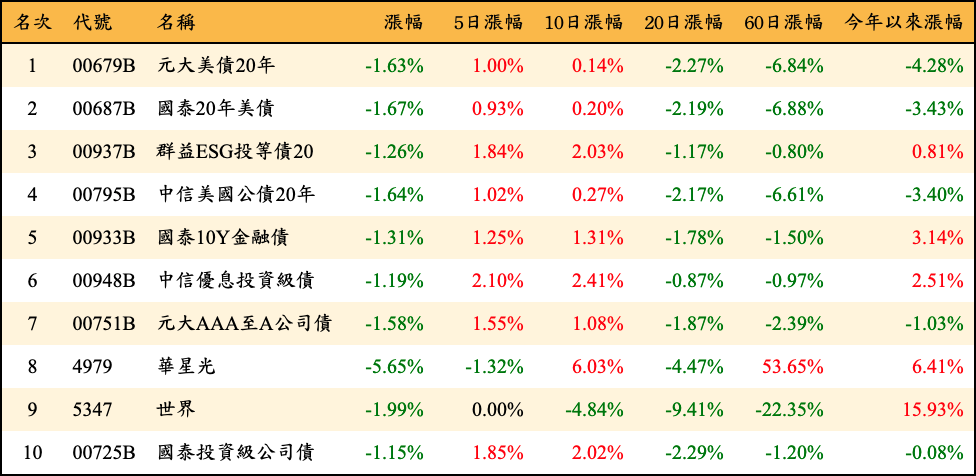 名次 代號 名稱 漲幅 5日漲幅 10日漲幅 20日漲幅 60日漲幅 今年以來漲幅
1 00679B 元大美債20年 -1.63% 1.00% 0.14% -2.27% -6.84% -4.28%
2 00687B 國泰20年美債 -1.67% 0.93% 0.20% -2.19% -6.88% -3.43%
3 00937B 群益ESG投等債20 -1.26% 1.84% 2.03% -1.17% -0.80% 0.81%
4 00795B 中信美國公債20年 -1.64% 1.02% 0.27% -2.17% -6.61% -3.40%
5 00933B 國泰10Y金融債 -1.31% 1.25% 1.31% -1.78% -1.50% 3.14%
6 00948B 中信優息投資級債 -1.19% 2.10% 2.41% -0.87% -0.97% 2.51%
7 00751B 元大AAA至A公司債 -1.58% 1.55% 1.08% -1.87% -2.39% -1.03%
8 4979 華星光 -5.65% -1.32% 6.03% -4.47% 53.65% 6.41%
9 5347 世界 -1.99% 0.00% -4.84% -9.41% -22.35% 15.93%
10 00725B 國泰投資級公司債 -1.15% 1.85% 2.02% -2.29% -1.20% -0.08%